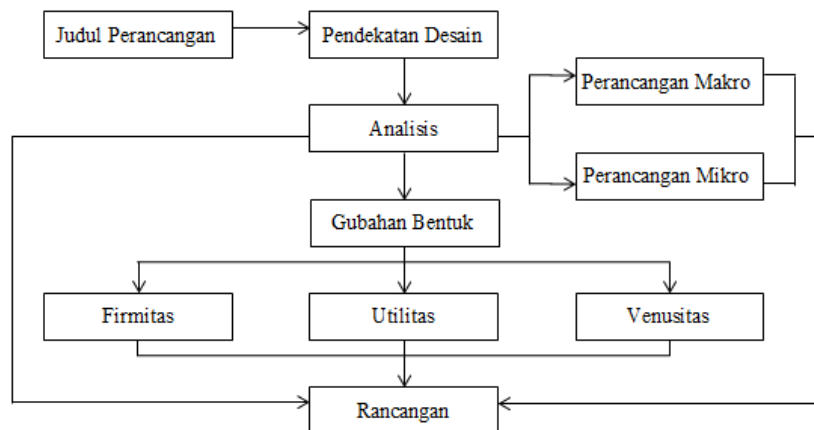 Judul Perancangan
Pendekatan Desain
Perancangan Makro
Analisis
Perancangan Mikro
Gubahan Bentuk
Firmitas
Utilitas
Venusitas
Rancangan